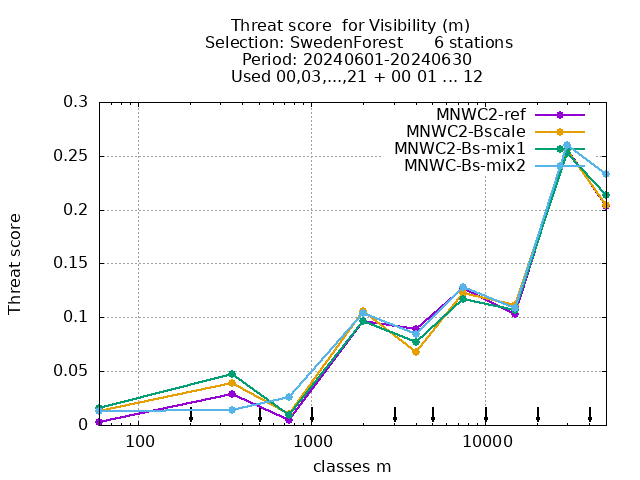 Threat score  for Visibility (m)
Selection: SwedenForest      6 stations
Period: 20240601-20240630
Used 00,03,...,21 + 00 01 ... 12
MNWC2-ref
MNWC2-Bscale
MNWC2-Bs-mix1
MNWC-Bs-mix2
Threat score
0.3
0.25
0.2
0.15
0.1
0.05
0
100 1000 10000
classes m